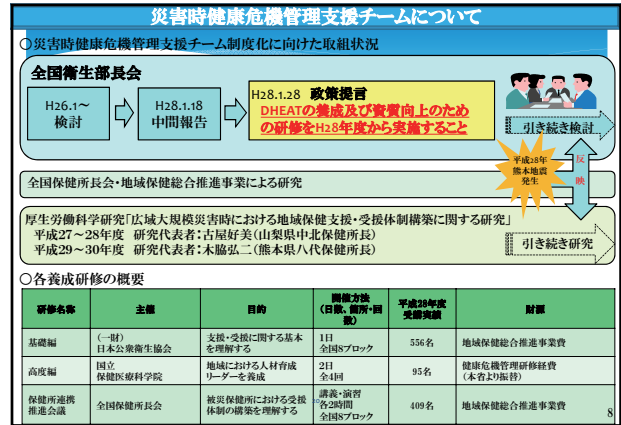 災害時健康危機管理支援チームについて
○災害時健康危機管理支援チーム制度化に向けた取組状況
全国衛生部長会
H26.1～
検討
H28.1.18
中間報告
H28.1.28 政策提言
DHEATの養成及び資質向上のため
の研修をH28年度から実施すること
引き続き検討
平成28年
熊本地震
発生
反
映
全国保健所長会・地域保健総合推進事業による研究
厚生労働科学研究「広域大規模災害時における地域保健支援・受援体制構築に関する研究」
平成27～28年度 研究代表者：古屋好美（山梨県中北保健所長）
平成29～30年度 研究代表者：木脇弘二（熊本県八代保健所長）
引き続き研究
○各養成研修の概要
研修名称 主催 目的 開催方法（日数、箇所・回数） 平成28年度受講実績 財源
基礎編 （一財）日本公衆衛生協会 支援・受援に関する基本を理解する 1日 全国8ブロック 556名 地域保健総合推進事業費
高度編 国立保健医療科学院 地域における人材育成リーダーを養成 2日 全4回 95名 健康危機管理研修経費（本省より振替）
保健所連携推進会議 全国保健所長会 被災保健所における受援体制の構築を理解する 講義・演習 各2時間 全国8ブロック 409名 地域保健総合推進事業費
8